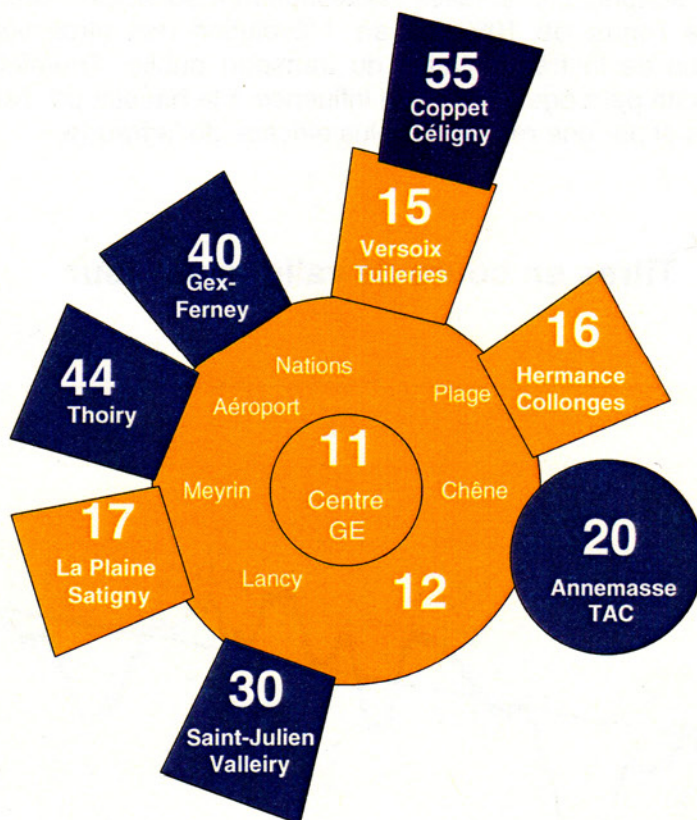 55
Coppet
Céligny
15
Versoix
Tuileries
40
Gex-
Ferney
16
Hermance
Collonges
44
Thoiry
Nations
Plage
Aéroport
11
Centre
GE
Meyrin
Chêne
17
La Plaine
Satigny
Lancy
12
20
Annemasse
TAC
30
Saint-Julien
Valleiry